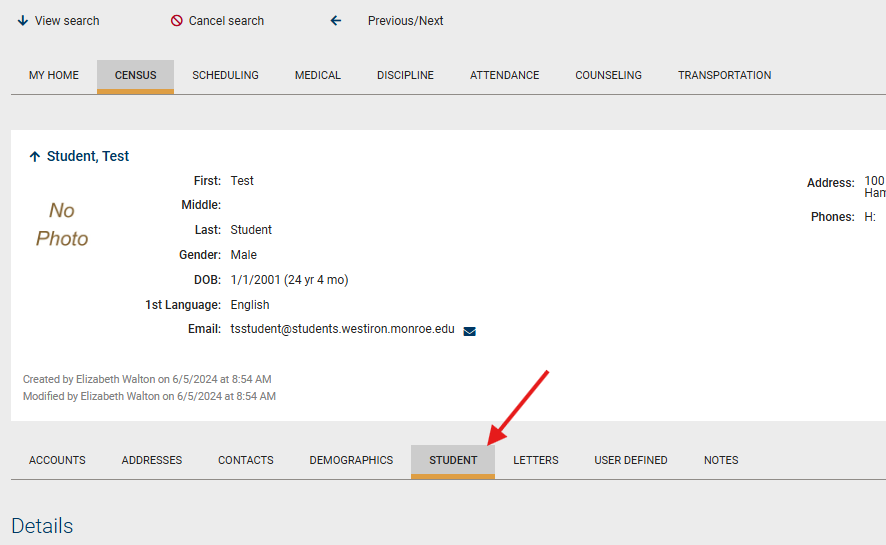 View search Cancel search Previous/Next
MY HOME CENSUS SCHEDULING MEDICAL DISCIPLINE ATTENDANCE COUNSELING TRANSPORTATION
Student, Test
No
Photo
First: Test
Middle:
Last: Student
Gender: Male
DOB: 1/1/2001 (24 yr 4 mo)
1st Language: English
Email: tsstudent@students.westiron.monroe.edu
Address: 100
Ham
Phones: H:
Created by Elizabeth Walton on 6/5/2024 at 8:54 AM
Modified by Elizabeth Walton on 6/5/2024 at 8:54 AM
ACCOUNTS ADDRESSES CONTACTS DEMOGRAPHICS STUDENT LETTERS USER DEFINED NOTES
Details